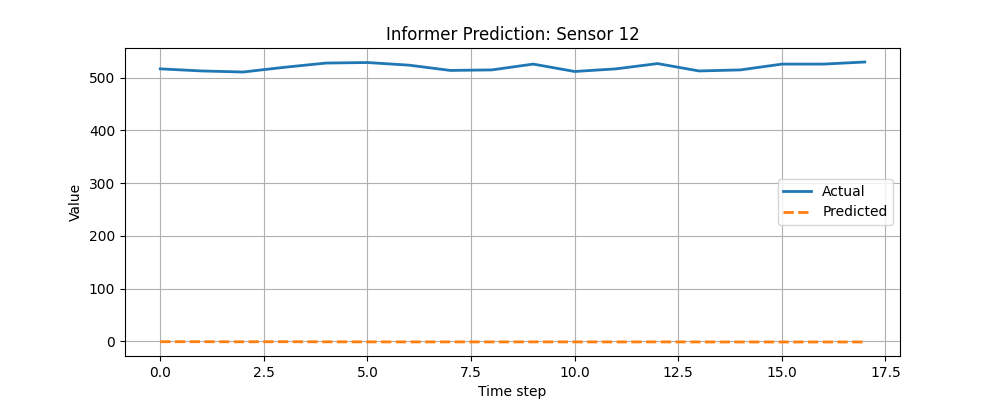 Informer Prediction: Sensor 12
Value
500
400
300
200
100
0
Actual
Predicted
0.0 2.5 5.0 7.5 10.0 12.5 15.0 17.5
Time step